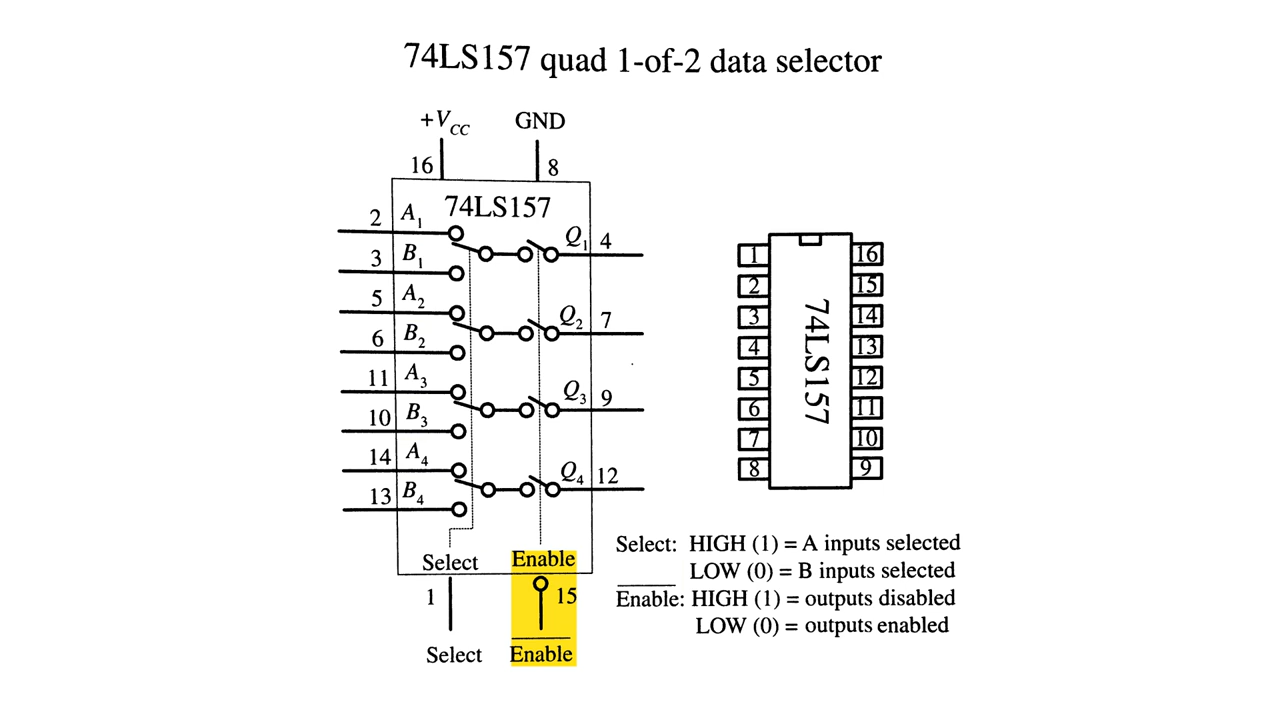 74LS157 quad 1-of-2 data selector
+VCC GND
16 8
74LS157
2 A1 Q1 4
3 B1
5 A2 Q2 7
6 B2
11 A3 Q3 9
10 B3
14 A4 Q4 12
13 B4
Select Enable
1 15
Select Enable
1 16
2 15
3 14
4 13
5 12
6 11
7 10
8 9
74LS157
Select: HIGH (1) = A inputs selected
LOW (0) = B inputs selected
Enable: HIGH (1) = outputs disabled
LOW (0) = outputs enabled